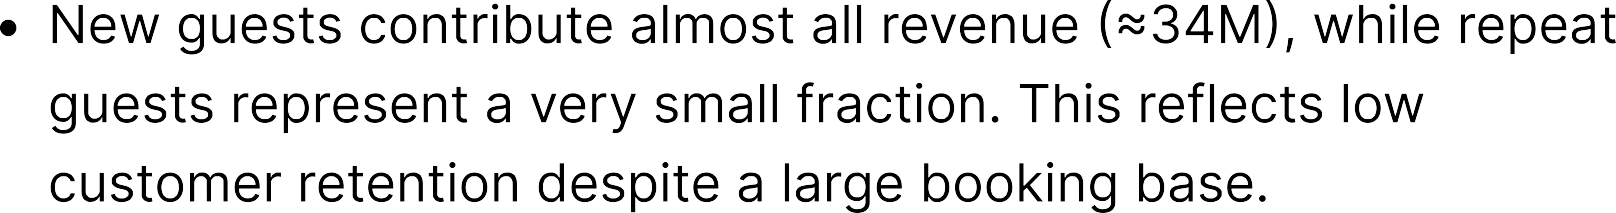 • New guests contribute almost all revenue (≈34M), while repeat
guests represent a very small fraction. This reflects low
customer retention despite a large booking base.